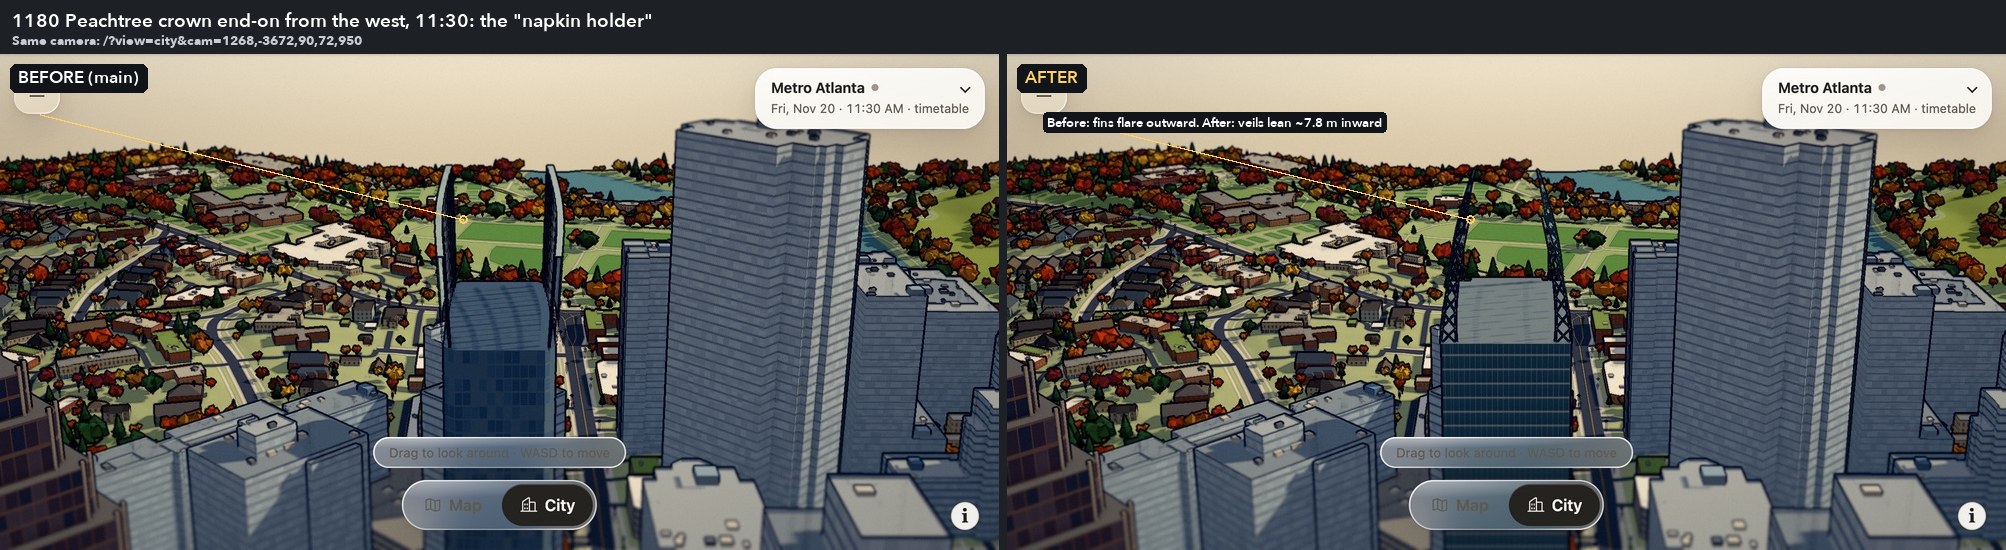 1180 Peachtree crown end-on from the west, 11:30: the "napkin holder"
Same camera: /?view=city&cam=1268,-3672,90,72,950
BEFORE (main)
Metro Atlanta
Fri, Nov 20 · 11:30 AM · timetable
Drag to look around · WASD to move
Map
City
i
AFTER
Metro Atlanta
Fri, Nov 20 · 11:30 AM · timetable
Before: fins flare outward. After: veils lean ~7.8 m inward
Drag to look around · WASD to move
Map
City
i